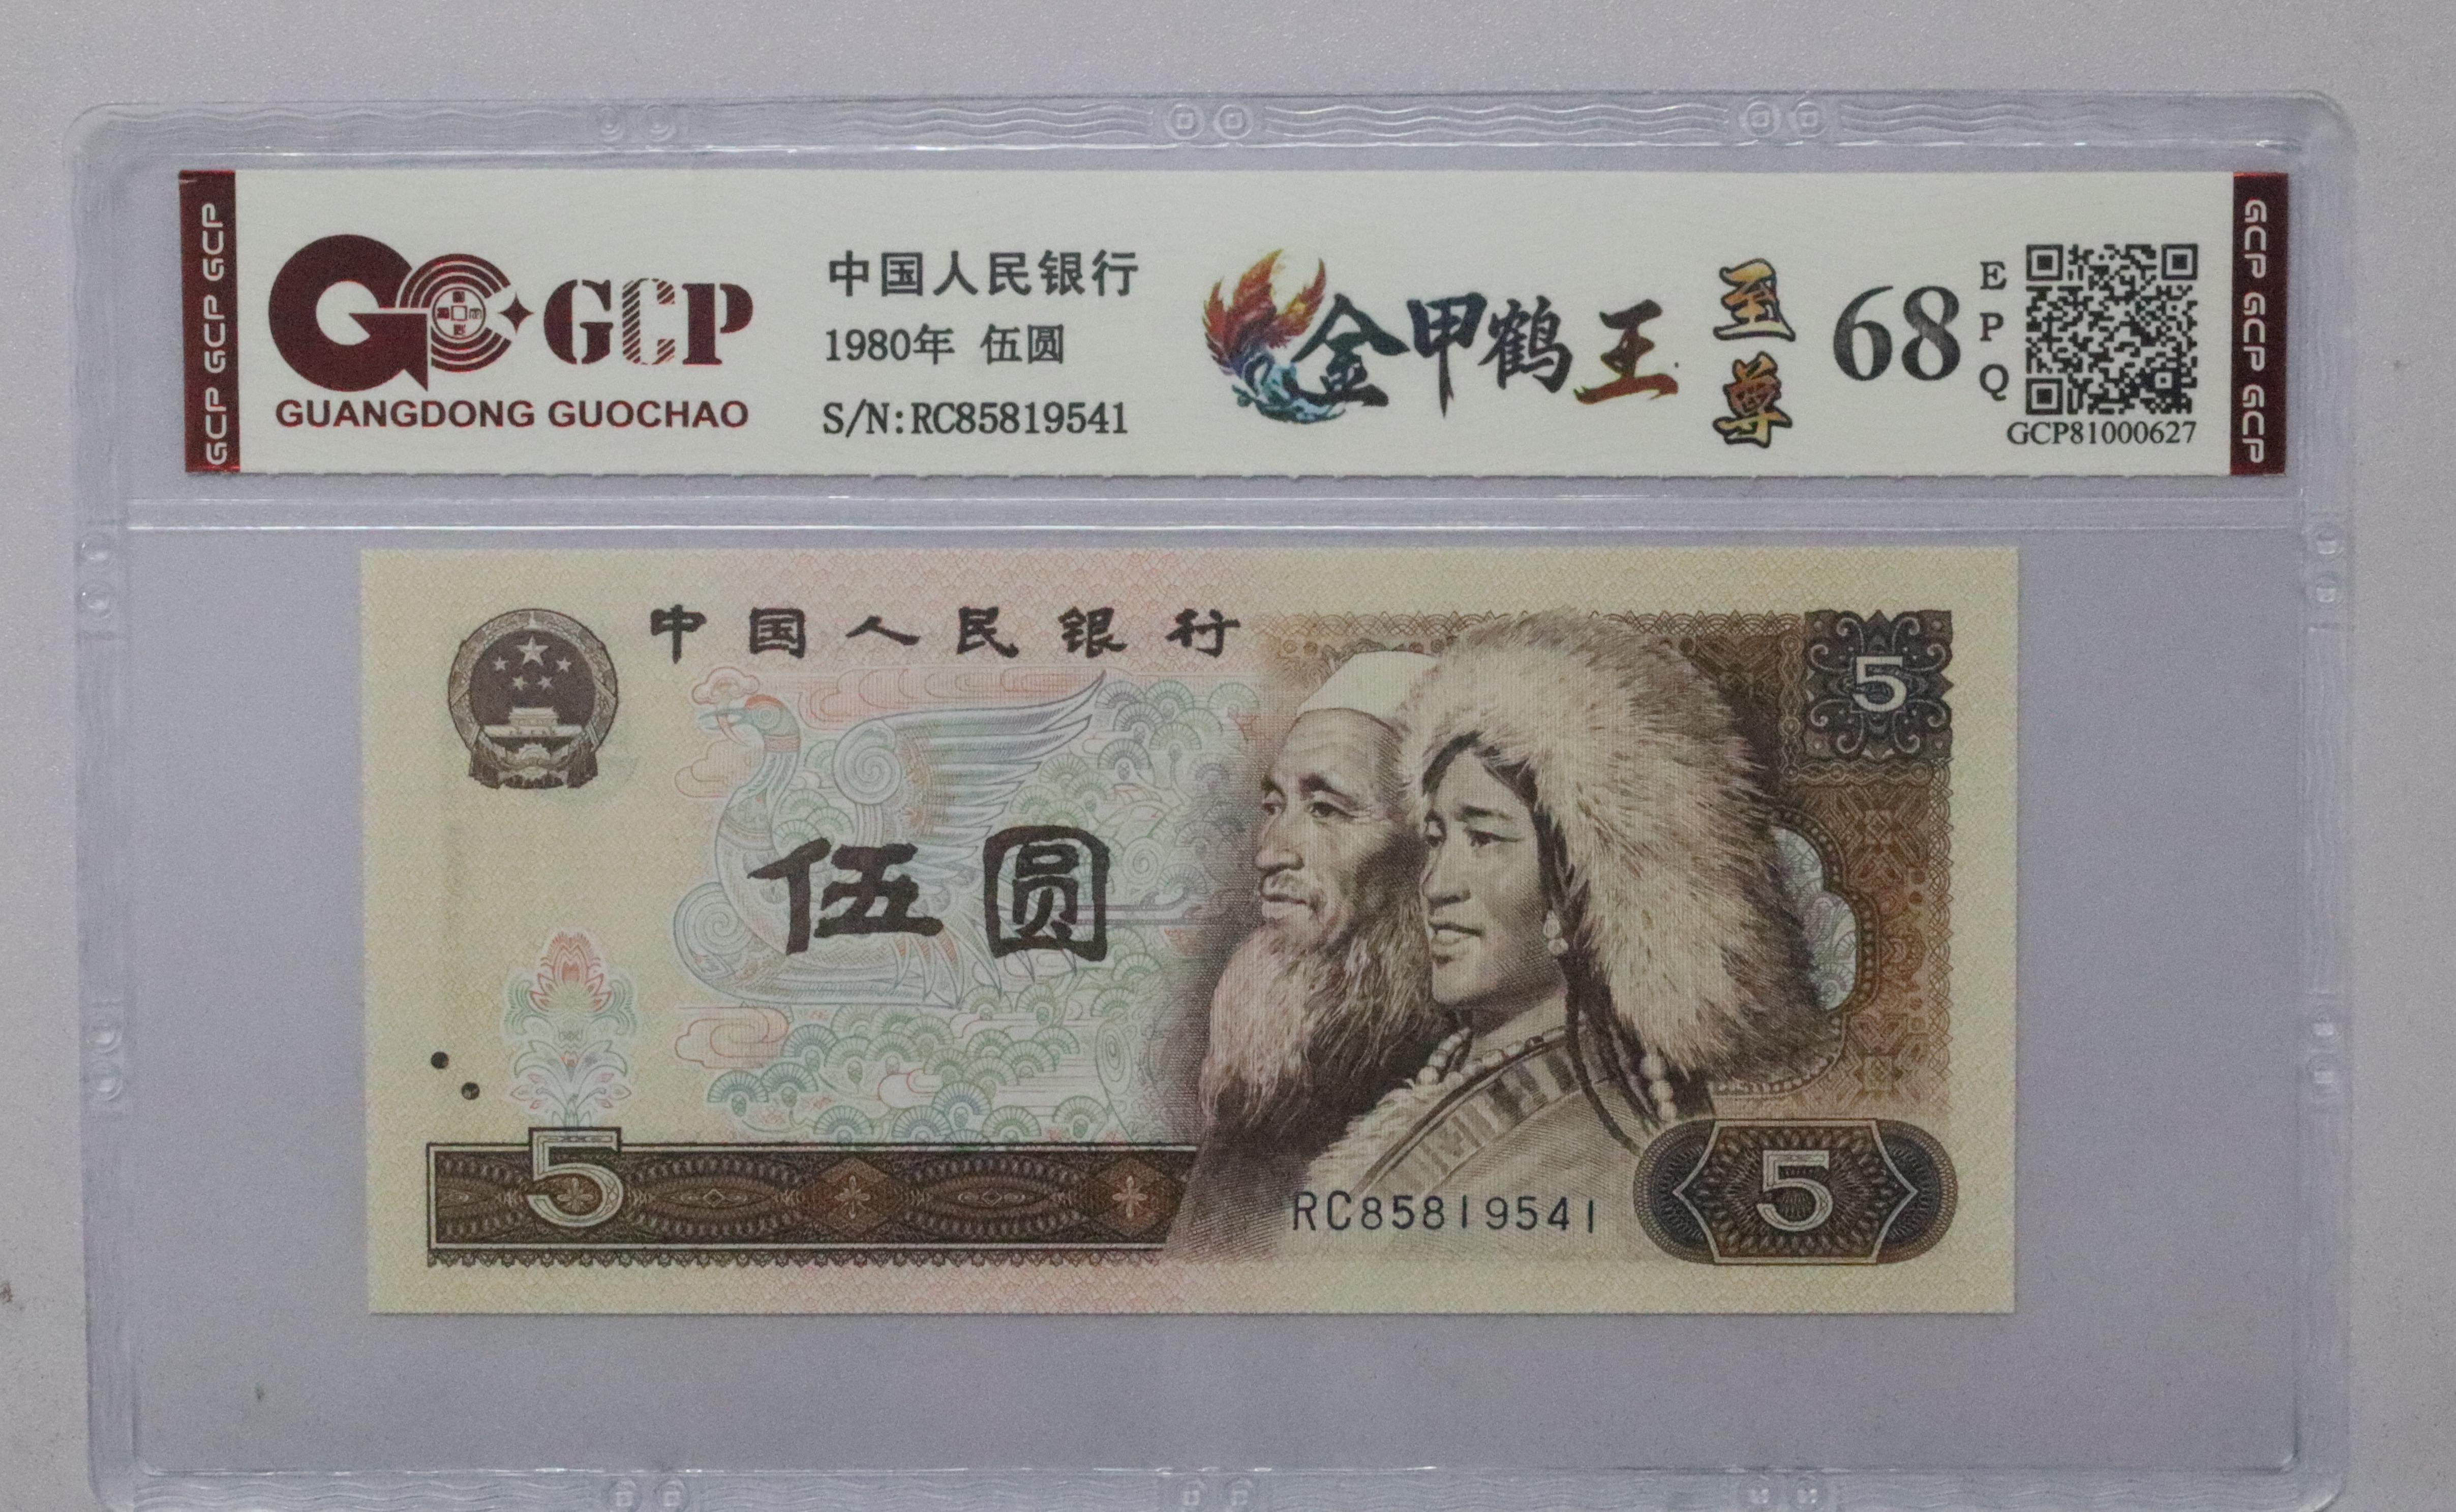 GCP GCP GCP
GCP
GUANGDONG GUOCHAO
中国人民银行
1980年 伍圆
S/N:RC85819541
金甲鹤王
至尊
68
EPQ
GCP81000627
GCP GCP GCP
中国人民银行
5
伍圆
5
RC85819541
5